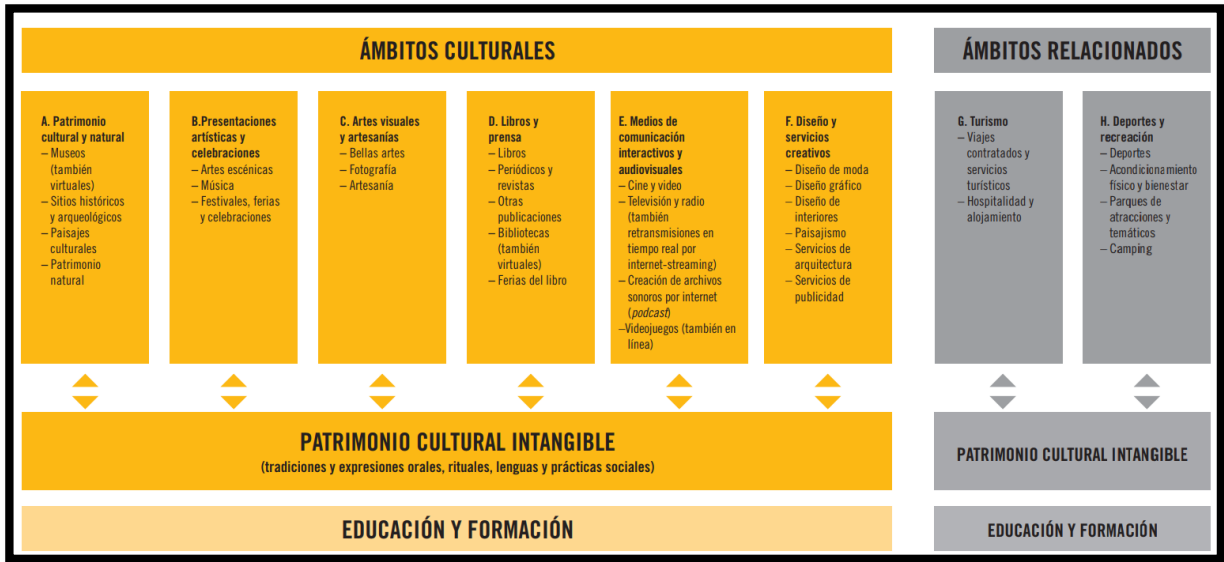 ÁMBITOS CULTURALES
ÁMBITOS RELACIONADOS
A. Patrimonio
cultural y natural
– Museos
(también
virtuales)
– Sitios históricos
y arqueológicos
– Paisajes
culturales
– Patrimonio
natural
B.Presentaciones
artísticas y
celebraciones
– Artes escénicas
– Música
– Festivales, ferias
y celebraciones
C. Artes visuales
y artesanías
– Bellas artes
– Fotografía
– Artesanía
D. Libros y
prensa
– Libros
– Periódicos y
revistas
– Otras
publicaciones
– Bibliotecas
(también
virtuales)
– Ferias del libro
E. Medios de
comunicación
interactivos y
audiovisuales
– Cine y video
– Televisión y radio
(también
retransmisiones en
tiempo real por
internet-streaming)
– Creación de archivos
sonoros por internet
(podcast)
–Videojuegos (también en
línea)
F. Diseño y
servicios
creativos
– Diseño de moda
– Diseño gráfico
– Diseño de
interiores
– Paisajismo
– Servicios de
arquitectura
– Servicios de
publicidad
G. Turismo
– Viajes
contratados y
servicios
turísticos
– Hospitalidad y
alojamiento
H. Deportes y
recreación
– Deportes
– Acondicionamiento
físico y bienestar
– Parques de
atracciones y
temáticos
– Camping
PATRIMONIO CULTURAL INTANGIBLE
(tradiciones y expresiones orales, rituales, lenguas y prácticas sociales)
PATRIMONIO CULTURAL INTANGIBLE
EDUCACIÓN Y FORMACIÓN
EDUCACIÓN Y FORMACIÓN